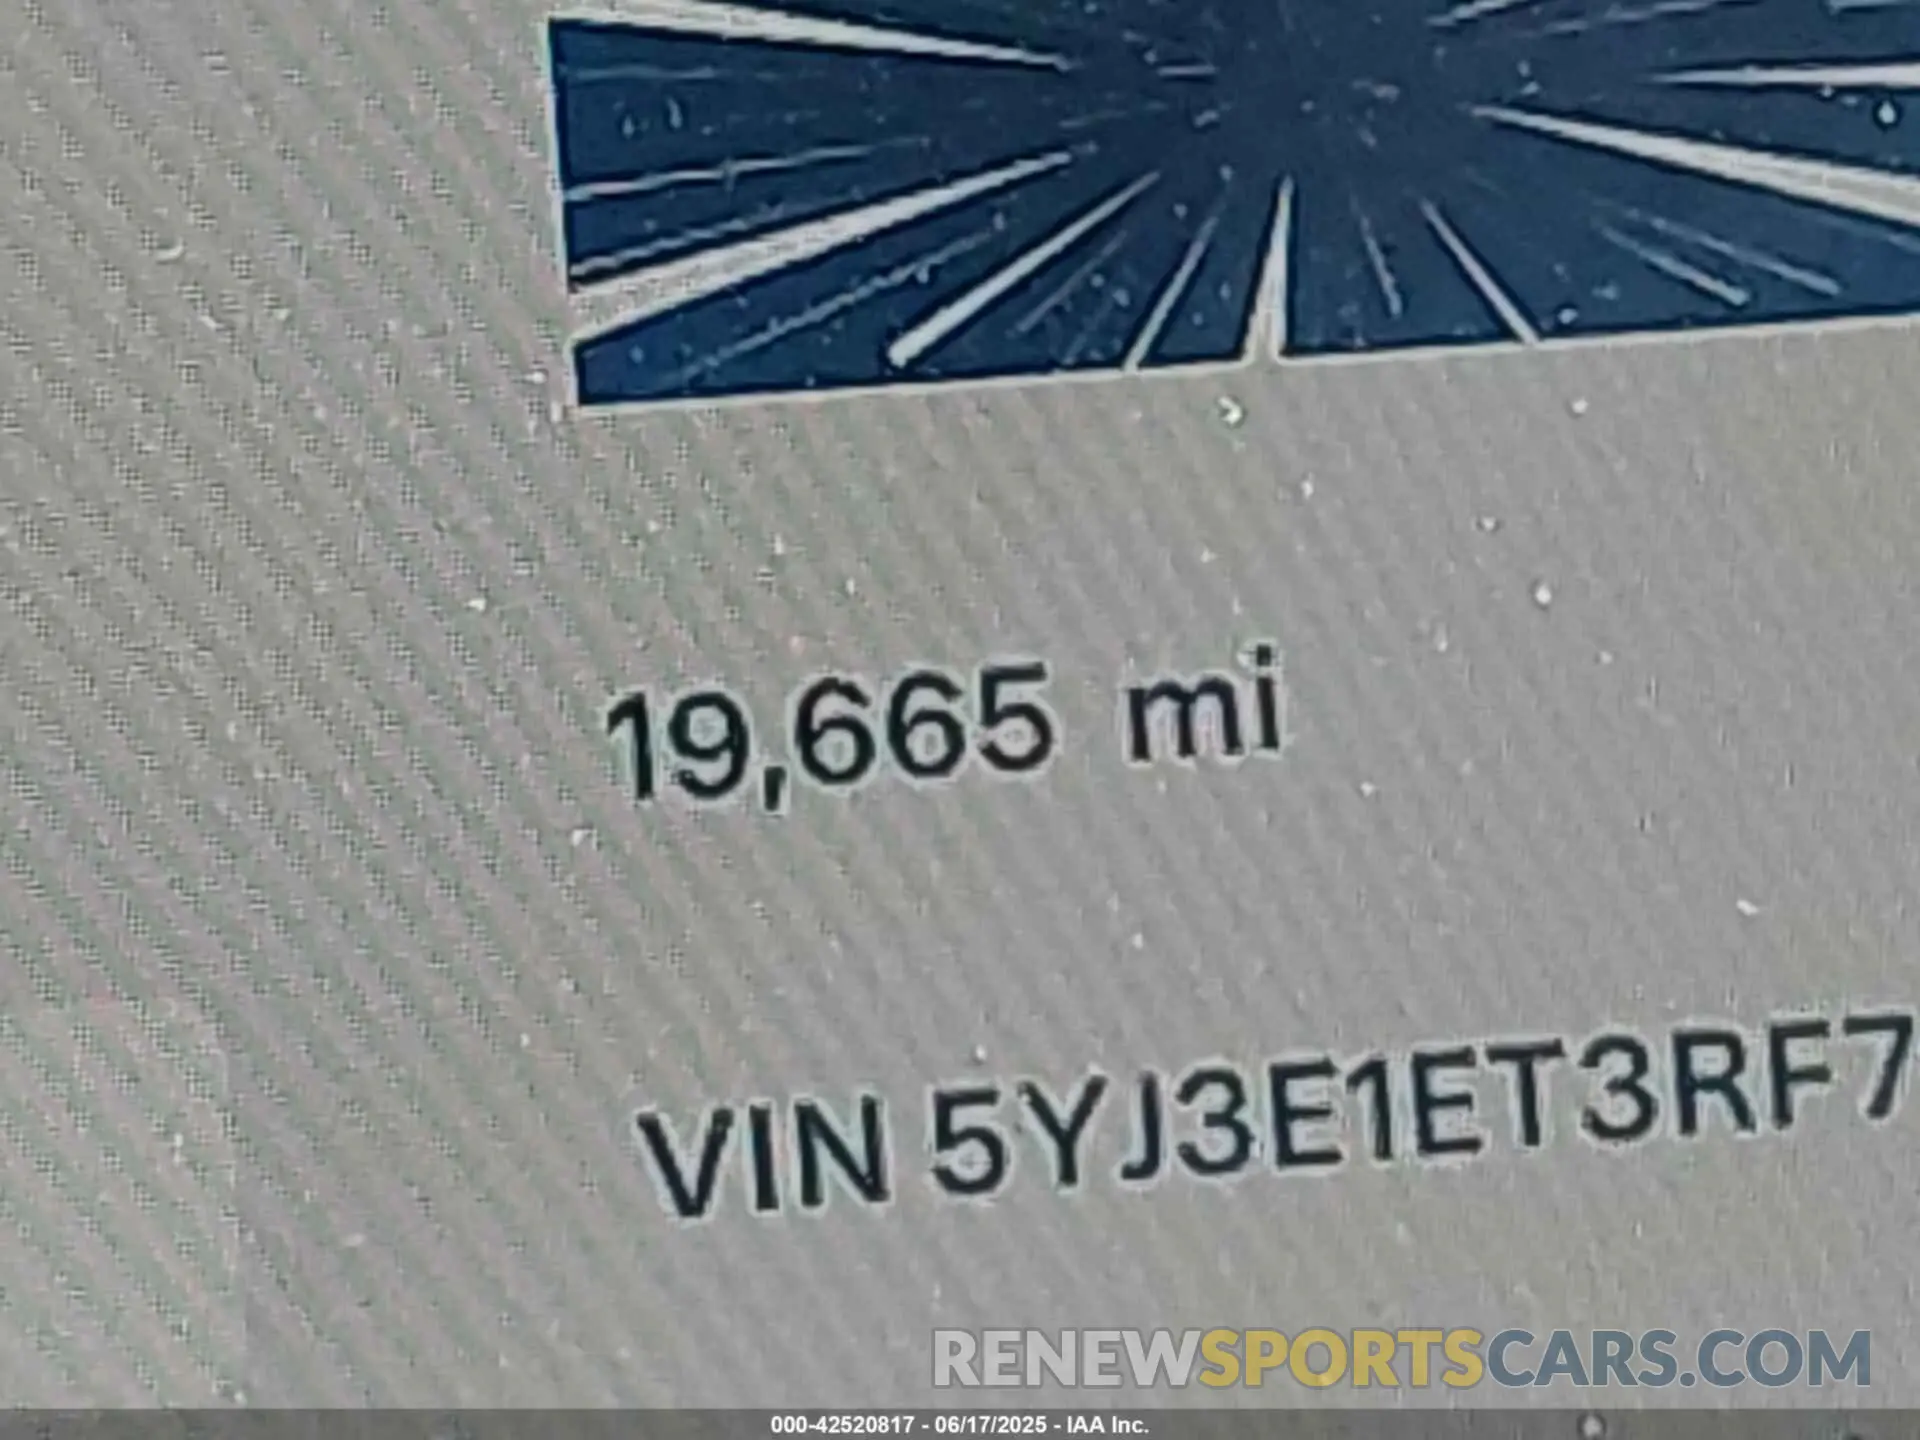 19,665 mi
VIN 5YJ3E1ET3RF7
RENEWSPORTSCARS.COM
000-42520817 - 06/17/2025 - IAA Inc.